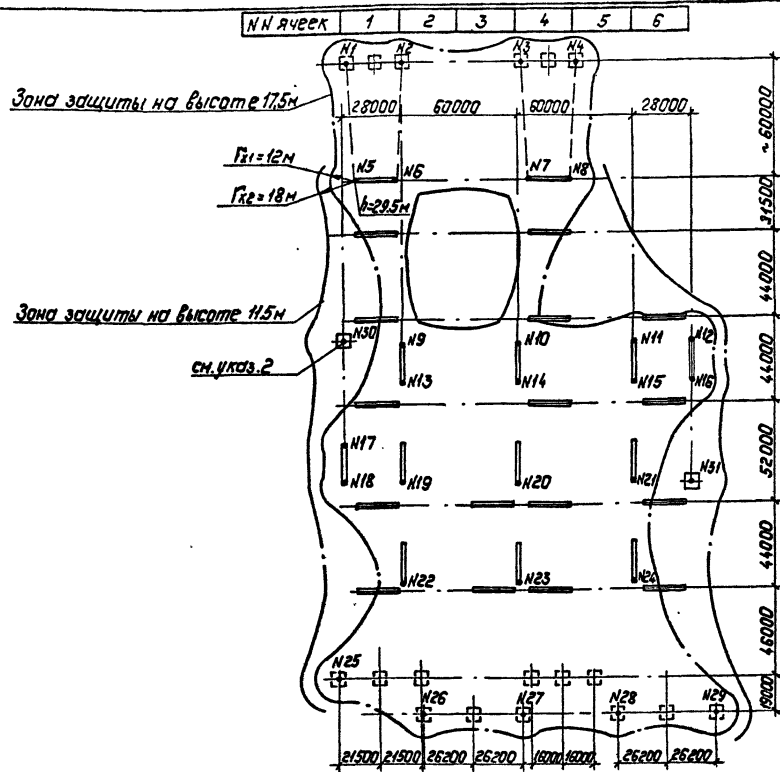 NN ячеек 1 2 3 4 5 6
N1 N2 N3 N4
Зона защиты на высоте 17,5м
28000 60000 60000 28000
~60000
rx1=12м
N5 N6 N7 N8
rx2=18м
h=29.5м
31500
44000
Зона защиты на высоте 11,5м
N30 N9 N10 N11 N12
см. указ. 2
44000
N13 N14 N15 N16
N17
52000
N18 N19 N20 N21 N31
44000
N22 N23 N24
46000
N25
N26 N27 N28 N29
19000
21500 21500 26200 26200 16000 16000 26200 26200